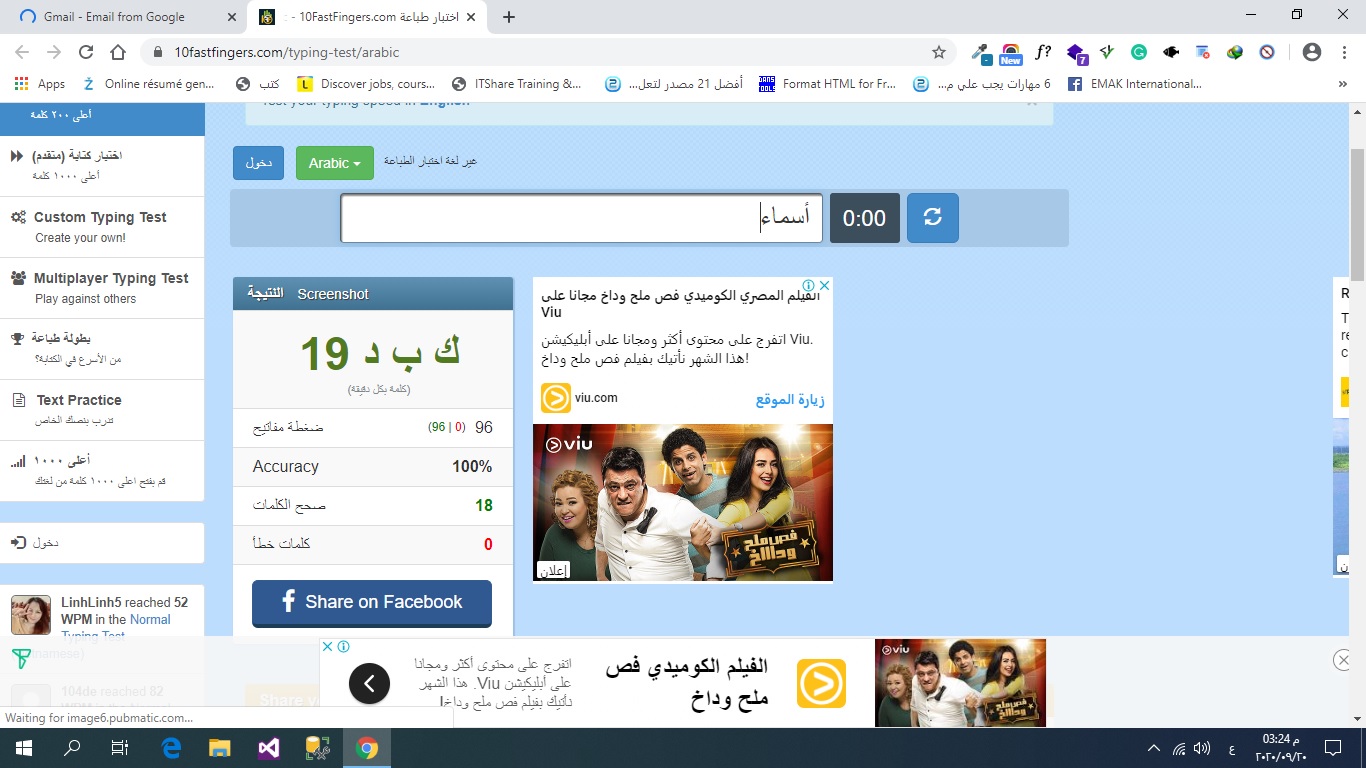 Gmail - Email from Google
اختبار طباعة 10FastFingers.com - :
10fastfingers.com/typing-test/arabic
New
f?
7
Apps
Online résumé gen...
كتب
Discover jobs, cours...
ITShare Training &...
أفضل 21 مصدر لتعل...
Format HTML for Fr...
6 مهارات يجب علي م...
EMAK International...
»
أعلى ٢٠٠ كلمة
اختبار كتابة (متقدم)
أعلى ١٠٠٠ كلمة
Custom Typing Test
Create your own!
Multiplayer Typing Test
Play against others
بطولة طباعة
من الأسرع في الكتابة؟
Text Practice
تدرب بنصك الخاص
أعلى ١٠٠٠
قم بفتح اعلى ١٠٠٠ كلمة من لغتك
دخول
LinhLinh5 reached 52
WPM in the Normal
Typing Test
104de reached 82
Test your typing speed in English
دخول
Arabic
غير لغة اختبار الطباعة
أسماء
0:00
النتيجة Screenshot
19 ك ب د
(كلمة بكل دقيقة)
ضغطة مفاتيح
(96 | 0) 96
Accuracy
100%
صحح الكلمات
18
كلمات خطأ
0
Share on Facebook
الفيلم المصري الكوميدي فص ملح وداخ مجانا على
Viu
اتفرج على محتوى أكثر ومجانا على أبليكيشن Viu.
هذا الشهر نأتيك بفيلم فص ملح وداخ!
viu.com
زيارة الموقع
viu
فص ملح
وداااخ
إعلان
اتفرج على محتوى أكثر ومجانا
على أبليكيشن Viu. هذا الشهر
نأتيك بفيلم فص ملح وداخ!
الفيلم الكوميدي فص
ملح وداخ
viu
Waiting for image6.pubmatic.com...
ع
03:24 م
٢٠٢٠/٠٩/٢٠